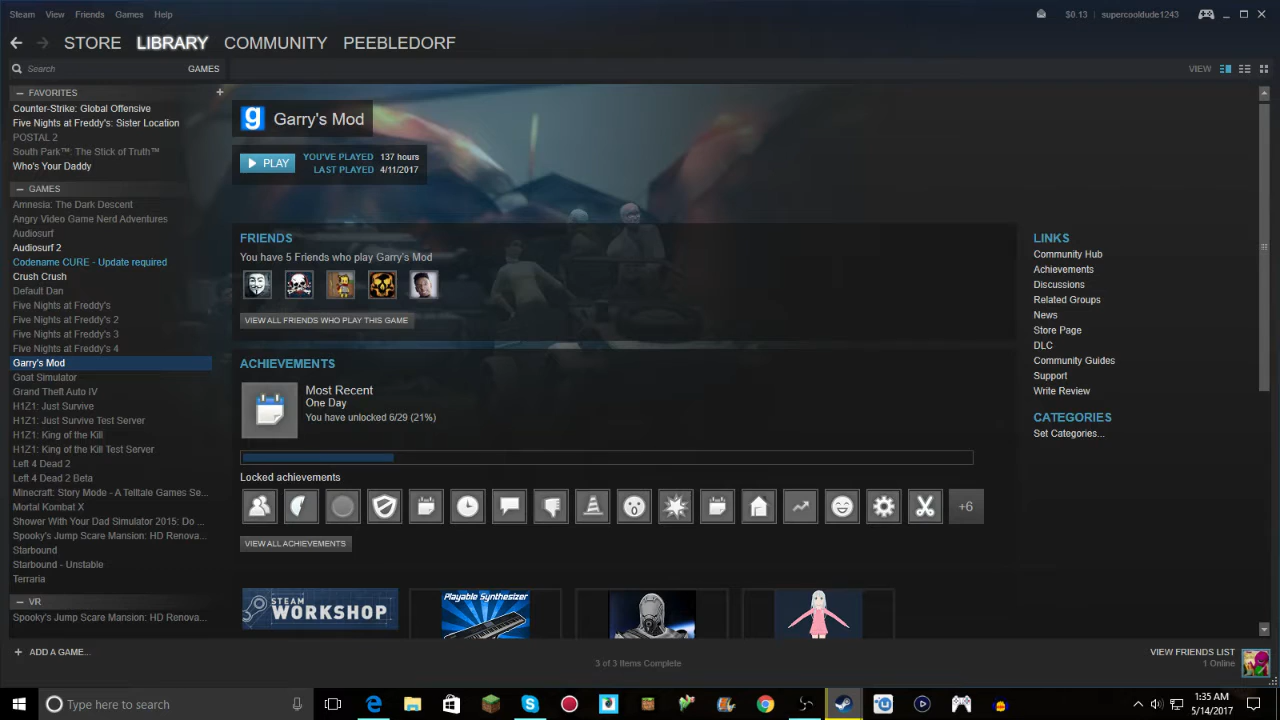 Steam View Friends Games Help
$0.13 supercooldude1243
STORE LIBRARY COMMUNITY PEEBLEDORF
Search GAMES
VIEW
FAVORITES
Counter-Strike: Global Offensive
Five Nights at Freddy's: Sister Location
POSTAL 2
South Park™: The Stick of Truth™
Who's Your Daddy
GAMES
Amnesia: The Dark Descent
Angry Video Game Nerd Adventures
Audiosurf
Audiosurf 2
Codename CURE - Update required
Crush Crush
Default Dan
Five Nights at Freddy's
Five Nights at Freddy's 2
Five Nights at Freddy's 3
Five Nights at Freddy's 4
Garry's Mod
Goat Simulator
Grand Theft Auto IV
H1Z1: Just Survive
H1Z1: Just Survive Test Server
H1Z1: King of the Kill
H1Z1: King of the Kill Test Server
Left 4 Dead 2
Left 4 Dead 2 Beta
Minecraft: Story Mode - A Telltale Games Se...
Mortal Kombat X
Shower With Your Dad Simulator 2015: Do ...
Spooky's Jump Scare Mansion: HD Renova...
Starbound
Starbound - Unstable
Terraria
VR
Spooky's Jump Scare Mansion: HD Renova...
g Garry's Mod
PLAY
YOU'VE PLAYED 137 hours
LAST PLAYED 4/11/2017
FRIENDS
You have 5 Friends who play Garry's Mod
VIEW ALL FRIENDS WHO PLAY THIS GAME
ACHIEVEMENTS
Most Recent
One Day
You have unlocked 6/29 (21%)
Locked achievements
+6
VIEW ALL ACHIEVEMENTS
STEAM
WORKSHOP
Playable Synthesizer
LINKS
Community Hub
Achievements
Discussions
Related Groups
News
Store Page
DLC
Community Guides
Support
Write Review
CATEGORIES
Set Categories...
+ ADD A GAME...
3 of 3 Items Complete
VIEW FRIENDS LIST
1 Online
Type here to search
1:35 AM
5/14/2017